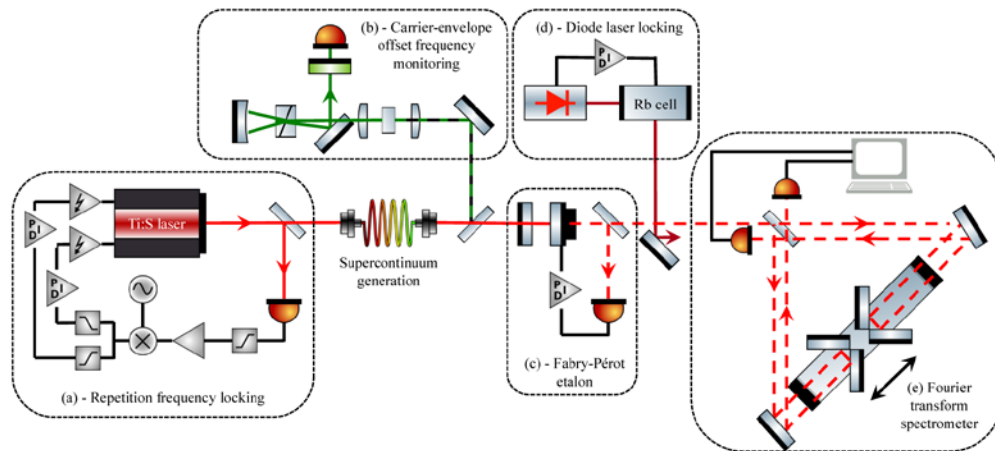 (b) - Carrier-envelope
offset frequency
monitoring
(d) - Diode laser locking
P I D
Rb cell
Ti:S laser
P I D
P I D
Supercontinuum
generation
P I D
(c) - Fabry-Pérot
etalon
(a) - Repetition frequency locking
(e) Fourier
transform
spectrometer